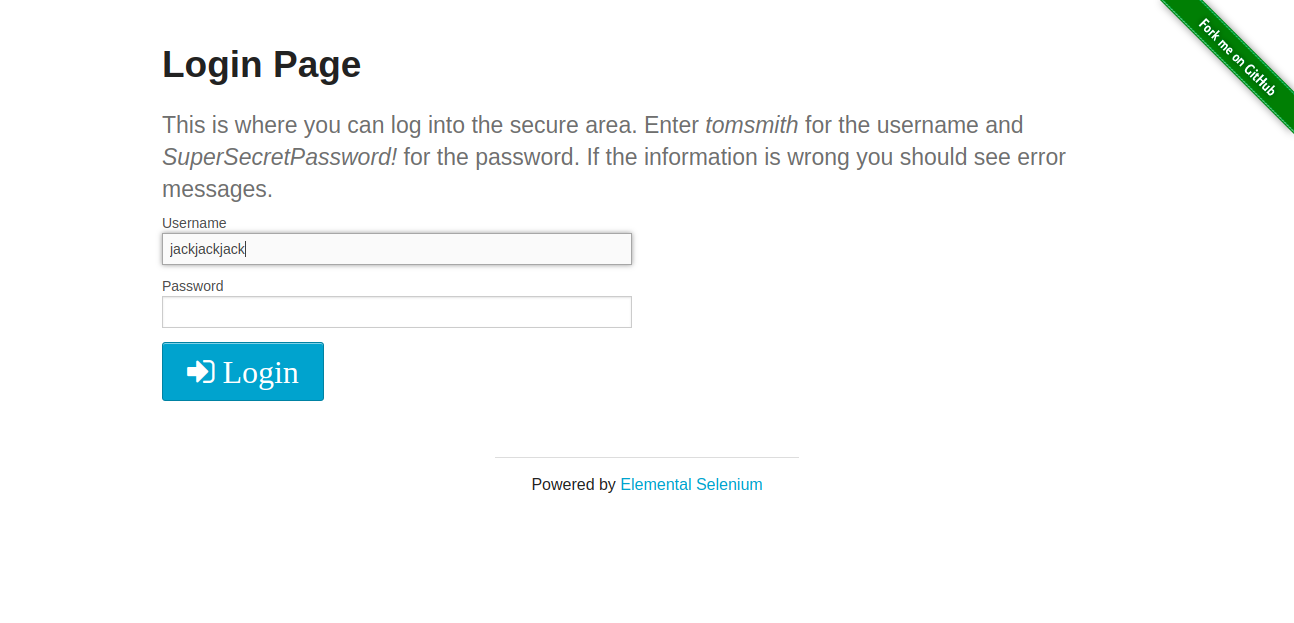 Fork me on GitHub
Login Page
This is where you can log into the secure area. Enter tomsmith for the username and
SuperSecretPassword! for the password. If the information is wrong you should see error
messages.
Username
jackjackjack
Password
Login
Powered by Elemental Selenium